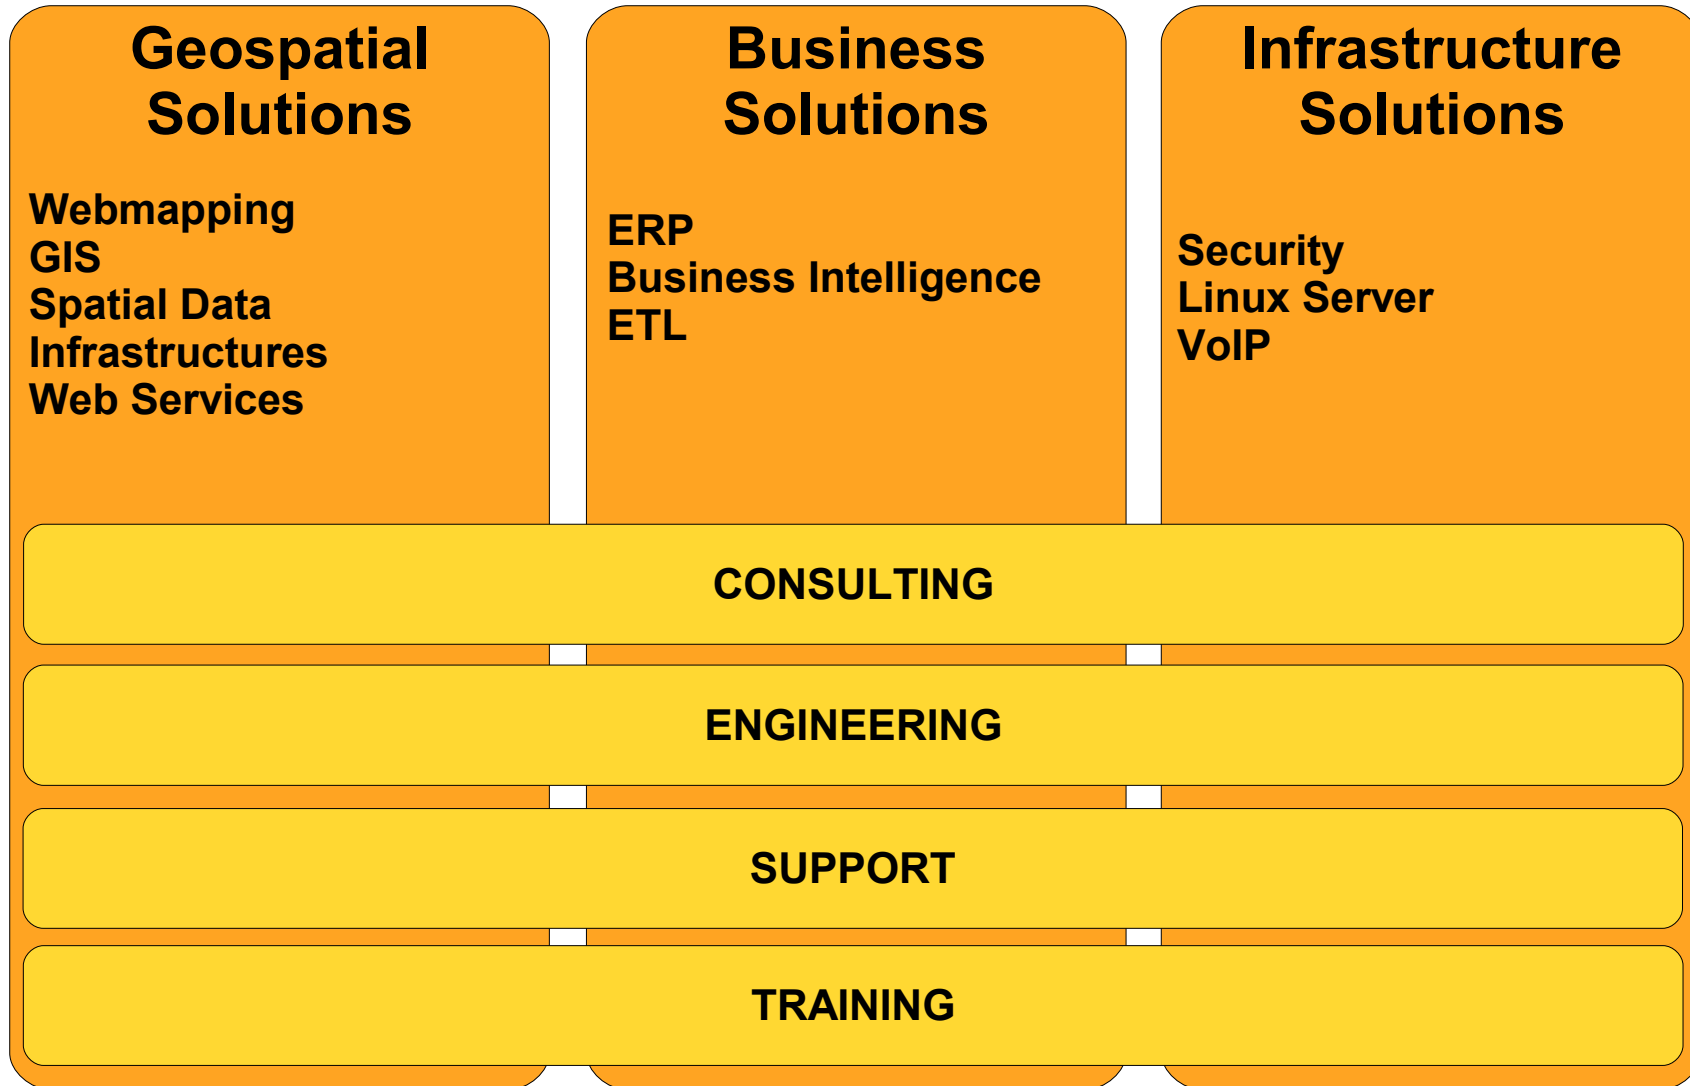 Geospatial
Solutions
Webmapping
GIS
Spatial Data
Infrastructures
Web Services
Business
Solutions
ERP
Business Intelligence
ETL
Infrastructure
Solutions
Security
Linux Server
VoIP
CONSULTING
ENGINEERING
SUPPORT
TRAINING